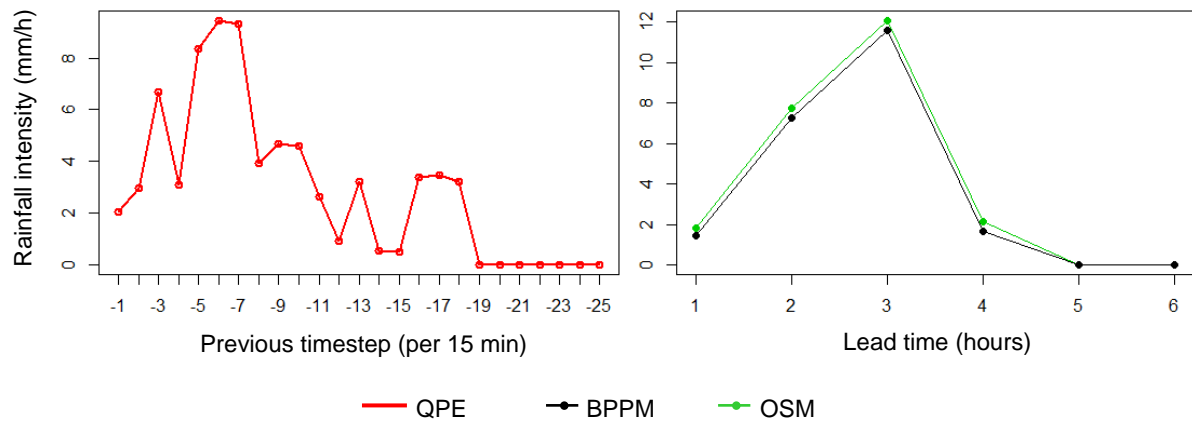 Rainfall intensity (mm/h)
8
6
4
2
0
-1 -3 -5 -7 -9 -11 -13 -15 -17 -19 -21 -23 -25
Previous timestep (per 15 min)
12
10
8
6
4
2
0
1 2 3 4 5 6
Lead time (hours)
QPE BPPM OSM